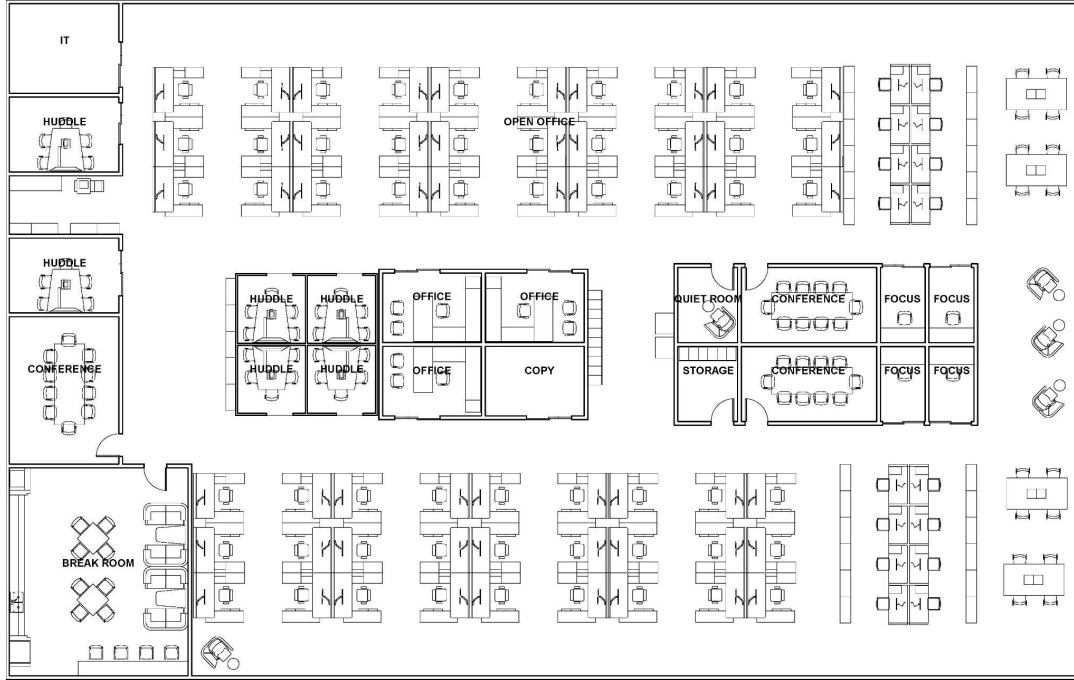 IT
HUDDLE
OPEN OFFICE
HUDDLE
HUDDLE
HUDDLE
OFFICE
OFFICE
QUIET ROOM
CONFERENCE
FOCUS
FOCUS
CONFERENCE
HUDDLE
HUDDLE
OFFICE
COPY
STORAGE
CONFERENCE
FOCUS
FOCUS
BREAK ROOM